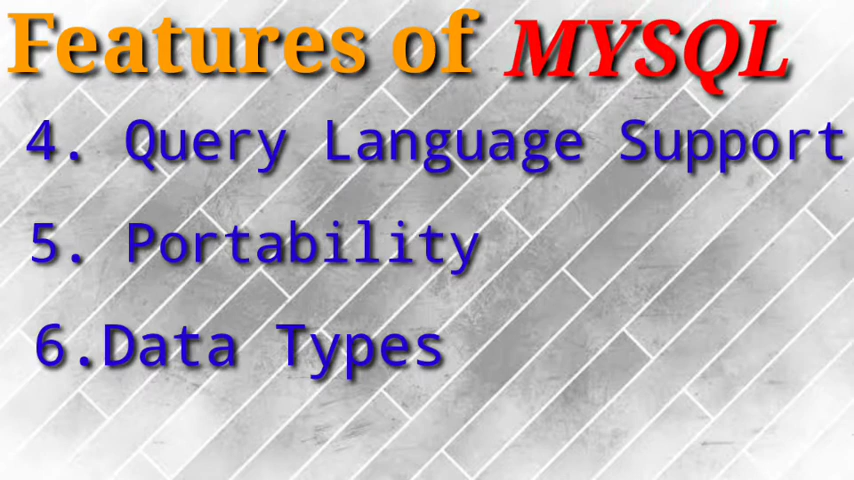 Features of MYSQL
4. Query Language Support
5. Portability
6.Data Types